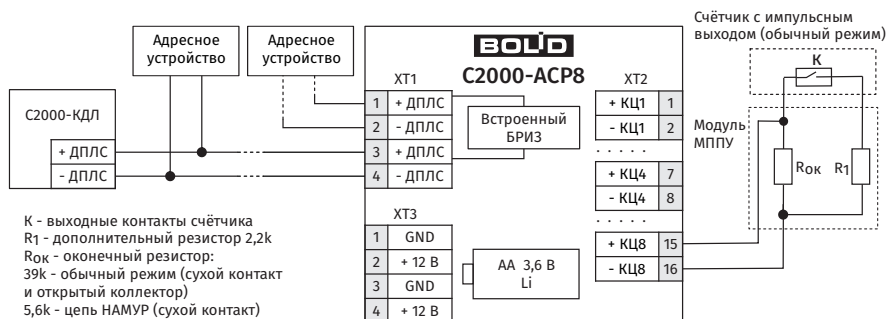 Счётчик с импульсным
выходом (обычный режим)
К
Адресное
устройство
Адресное
устройство
BOLID
С2000-АСР8
С2000-КДЛ
+ ДПЛС
- ДПЛС
ХТ1
1 + ДПЛС
2 - ДПЛС
3 + ДПЛС
4 - ДПЛС
Встроенный
БРИЗ
ХТ2
+ КЦ1 1
- КЦ1 2
. . . . .
+ КЦ4 7
- КЦ4 8
. . . . .
+ КЦ8 15
- КЦ8 16
Модуль
МППУ
Rок
R1
ХТ3
1 GND
2 + 12 В
3 GND
4 + 12 В
АА 3,6 В
Li
К - выходные контакты счётчика
R1 - дополнительный резистор 2,2k
Rок - оконечный резистор:
39k - обычный режим (сухой контакт
и открытый коллектор)
5,6k - цепь НАМУР (сухой контакт)